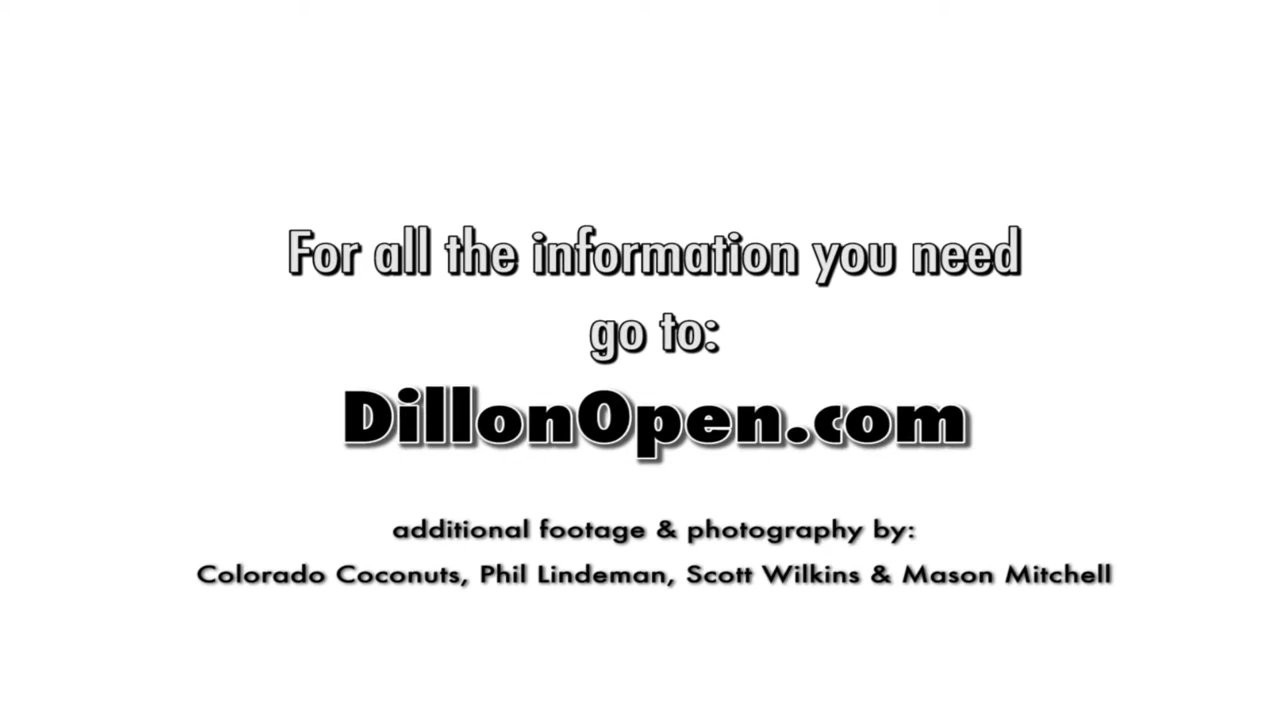 For all the information you need
go to:
DillonOpen.com
additional footage & photography by:
Colorado Coconuts, Phil Lindeman, Scott Wilkins & Mason Mitchell